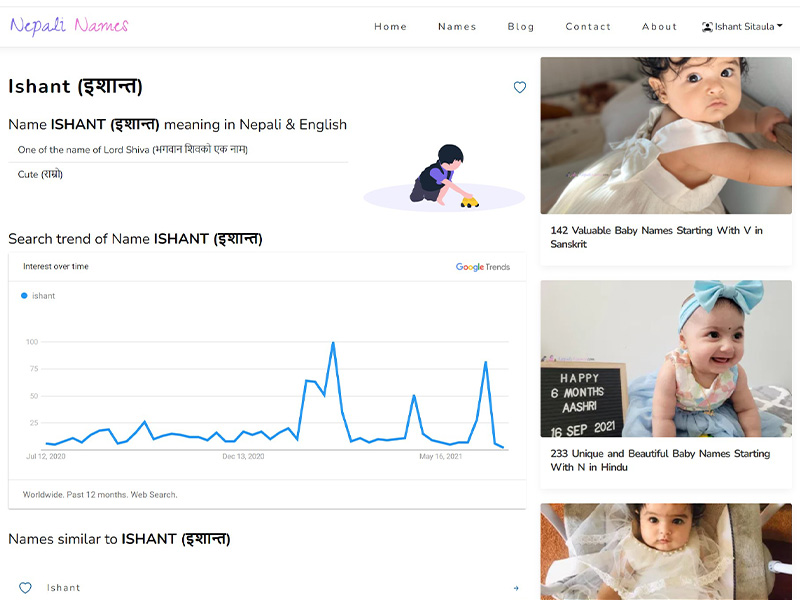 Nepali Names
Home Names Blog Contact About Ishant Sitaula
Ishant (इशान्त)
Name ISHANT (इशान्त) meaning in Nepali & English
One of the name of Lord Shiva (भगवान शिवको एक नाम)
Cute (राम्रो)
Search trend of Name ISHANT (इशान्त)
Interest over time
Google Trends
ishant
100
75
50
25
Jul 12, 2020 Dec 13, 2020 May 16, 2021
Worldwide. Past 12 months. Web Search.
Names similar to ISHANT (इशान्त)
Ishant
142 Valuable Baby Names Starting With V in
Sanskrit
HAPPY
6 MONTHS
AASHRI
16 SEP 2021
233 Unique and Beautiful Baby Names Starting
With N in Hindu